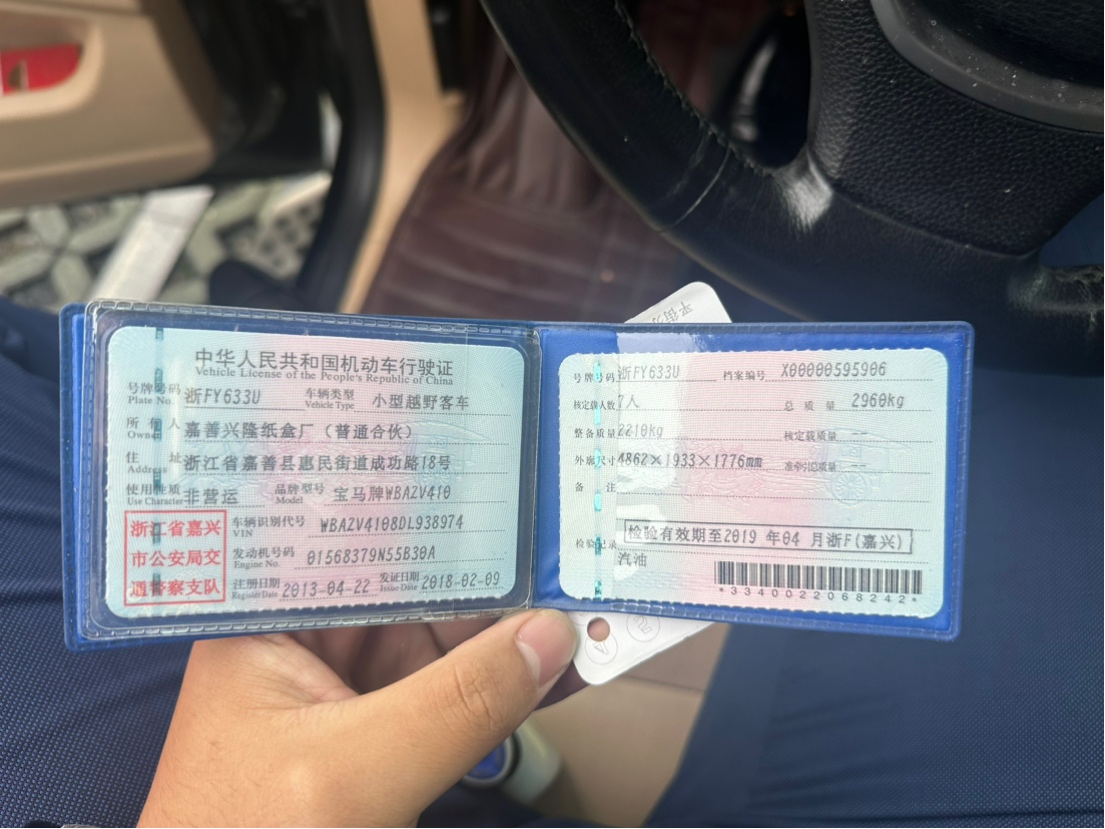 中华人民共和国机动车行驶证
Vehicle License of the People's Republic of China
号牌号码 浙FY633U 车辆类型 小型越野客车
Plate No. Vehicle Type
所有人 嘉善兴隆纸盒厂（普通合伙）
Owner
住址 浙江省嘉善县惠民街道成功路18号
Address
使用性质 非营运 品牌型号 宝马牌WBAZV410
Use Character Model
浙江省嘉兴
市公安局交
通警察支队
车辆识别代号 WBAZV4108DL938974
VIN
发动机号码 01568379N55B30A
Engine No.
注册日期 2013-04-22 发证日期 2018-02-09
Register Date Issue Date
号牌号码 浙FY633U 档案编号 X00000595906
核定载人数 7人 总质量 2960kg
整备质量 2210kg 核定载质量 --
外廓尺寸 4862×1933×1776mm 准牵引总质量 --
备注
检验有效期至2019 年04 月浙F(嘉兴)
检验记录
汽油
*3340022068242*